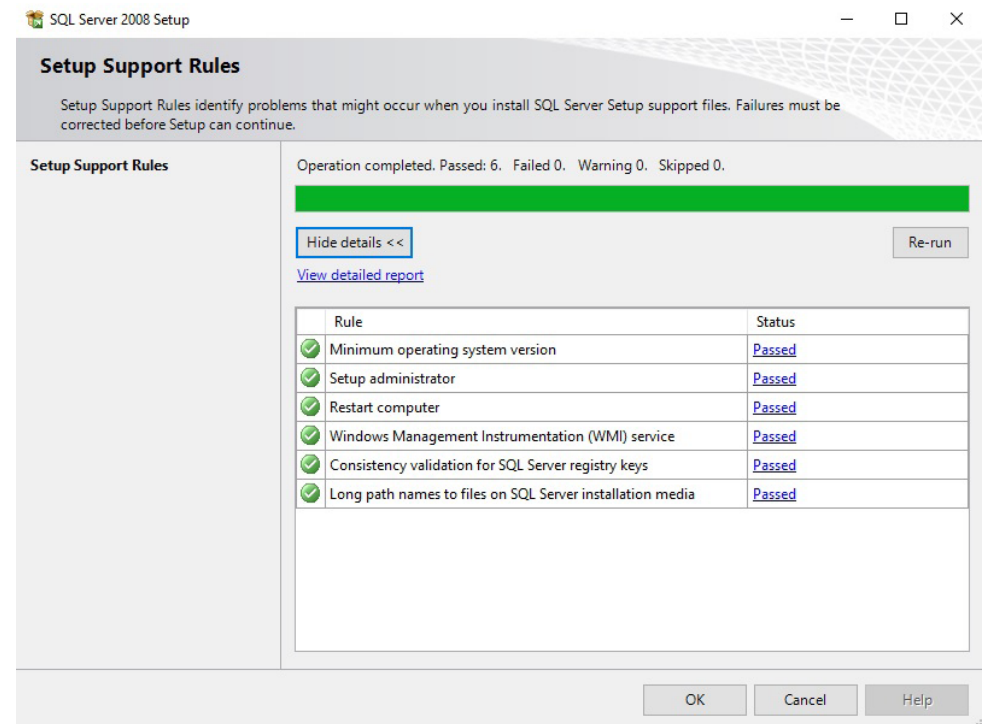 SQL Server 2008 Setup
Setup Support Rules
Setup Support Rules identify problems that might occur when you install SQL Server Setup support files. Failures must be
corrected before Setup can continue.
Setup Support Rules
Operation completed. Passed: 6.   Failed 0.   Warning 0.   Skipped 0.
Hide details <<
Re-run
View detailed report
Rule Status
Minimum operating system version Passed
Setup administrator Passed
Restart computer Passed
Windows Management Instrumentation (WMI) service Passed
Consistency validation for SQL Server registry keys Passed
Long path names to files on SQL Server installation media Passed
OK Cancel Help